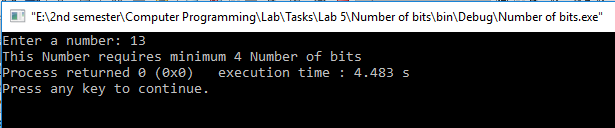 "E:\2nd semester\Computer Programming\Lab\Tasks\Lab 5\Number of bits\bin\Debug\Number of bits.exe"
Enter a number: 13
This Number requires minimum 4 Number of bits
Process returned 0 (0x0)   execution time : 4.483 s
Press any key to continue.